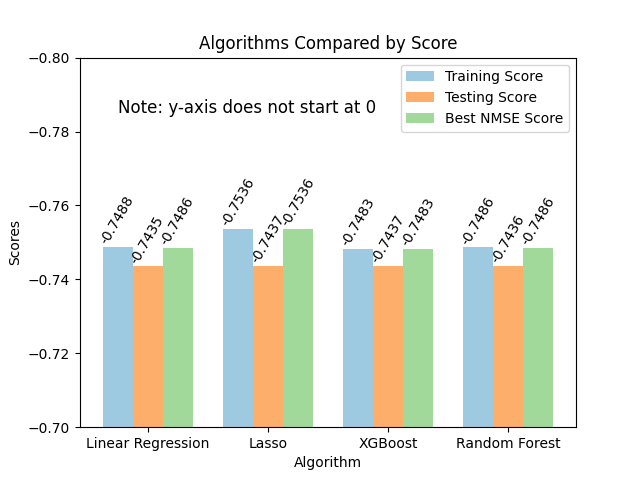 Algorithms Compared by Score
−0.80
−0.78
−0.76
−0.74
−0.72
−0.70
Scores
Note: y-axis does not start at 0
Training Score
Testing Score
Best NMSE Score
-0.7488
-0.7435
-0.7486
-0.7536
-0.7437
-0.7536
-0.7483
-0.7437
-0.7483
-0.7486
-0.7436
-0.7486
Linear Regression
Lasso
XGBoost
Random Forest
Algorithm